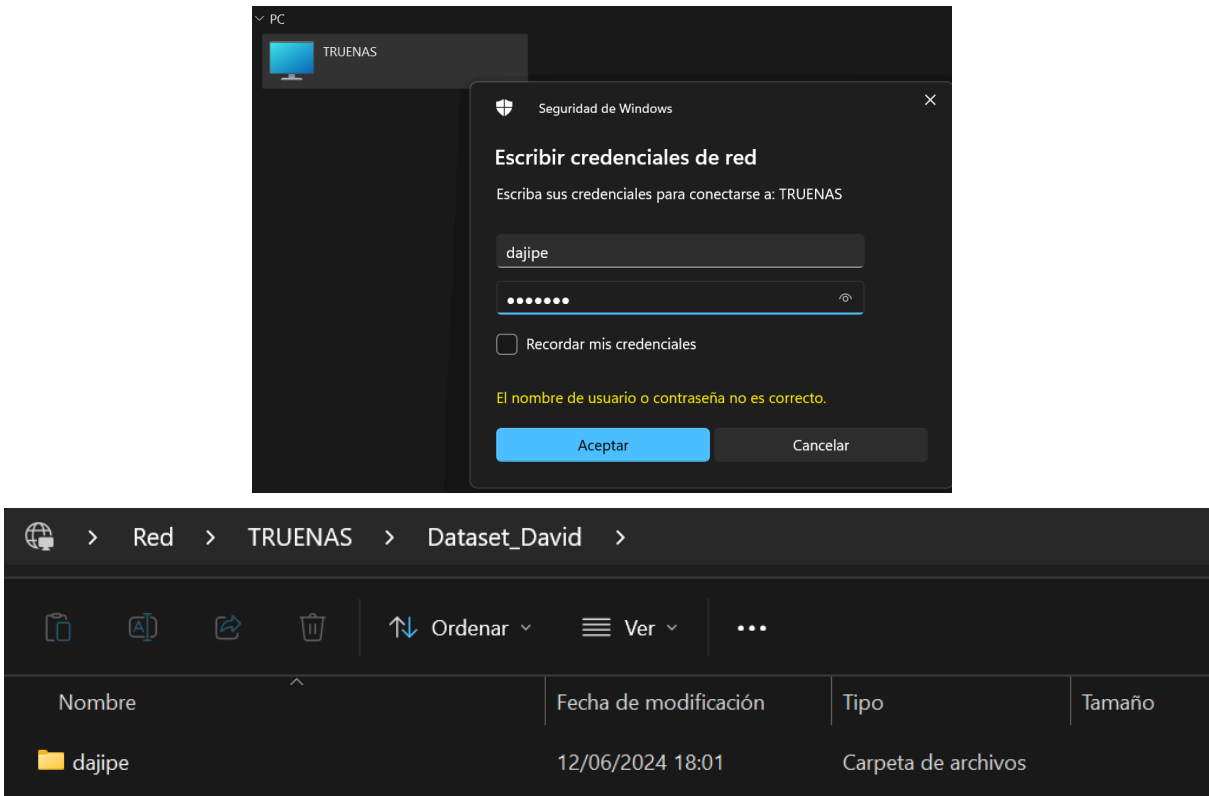 PC
TRUENAS
Seguridad de Windows
Escribir credenciales de red
Escriba sus credenciales para conectarse a: TRUENAS
dajipe
•••••••
Recordar mis credenciales
El nombre de usuario o contraseña no es correcto.
Aceptar Cancelar
Red > TRUENAS > Dataset_David >
Ordenar Ver •••
Nombre Fecha de modificación Tipo Tamaño
dajipe 12/06/2024 18:01 Carpeta de archivos